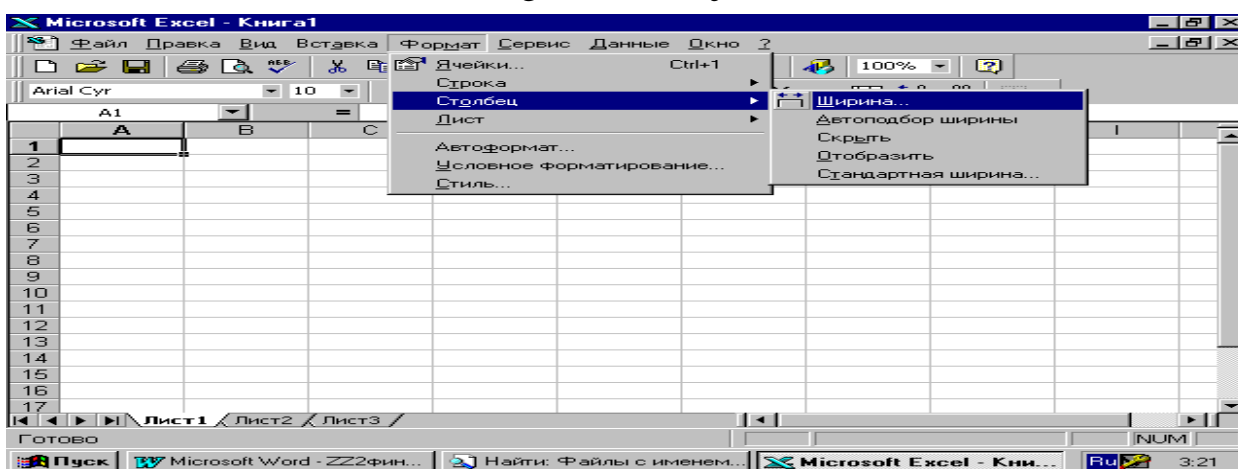 Microsoft Excel - Книга1
Файл Правка Вид Вставка Формат Сервис Данные Окно ?
100%
Arial Cyr 10
A1 =
Ячейки... Ctrl+1
Строка
Столбец
Лист
Автоформат...
Условное форматирование...
Стиль...
Ширина...
Автоподбор ширины
Скрыть
Отобразить
Стандартная ширина...
A B C I
1
2
3
4
5
6
7
8
9
10
11
12
13
14
15
16
17
Лист1 Лист2 Лист3
Готово NUM
Пуск Microsoft Word - ZZ2фин... Найти: Файлы с именем... Microsoft Excel - Кни... Ru 3:21